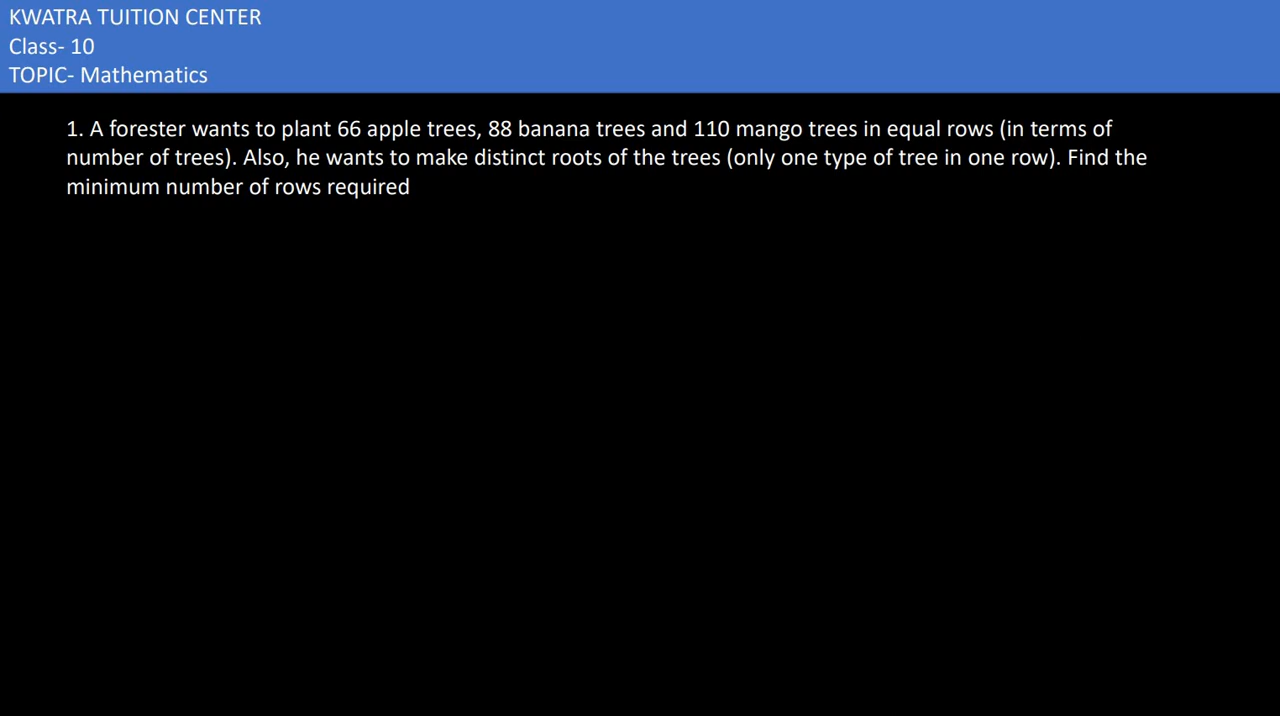 KWATRA TUITION CENTER
Class- 10
TOPIC- Mathematics
1. A forester wants to plant 66 apple trees, 88 banana trees and 110 mango trees in equal rows (in terms of
number of trees). Also, he wants to make distinct roots of the trees (only one type of tree in one row). Find the
minimum number of rows required